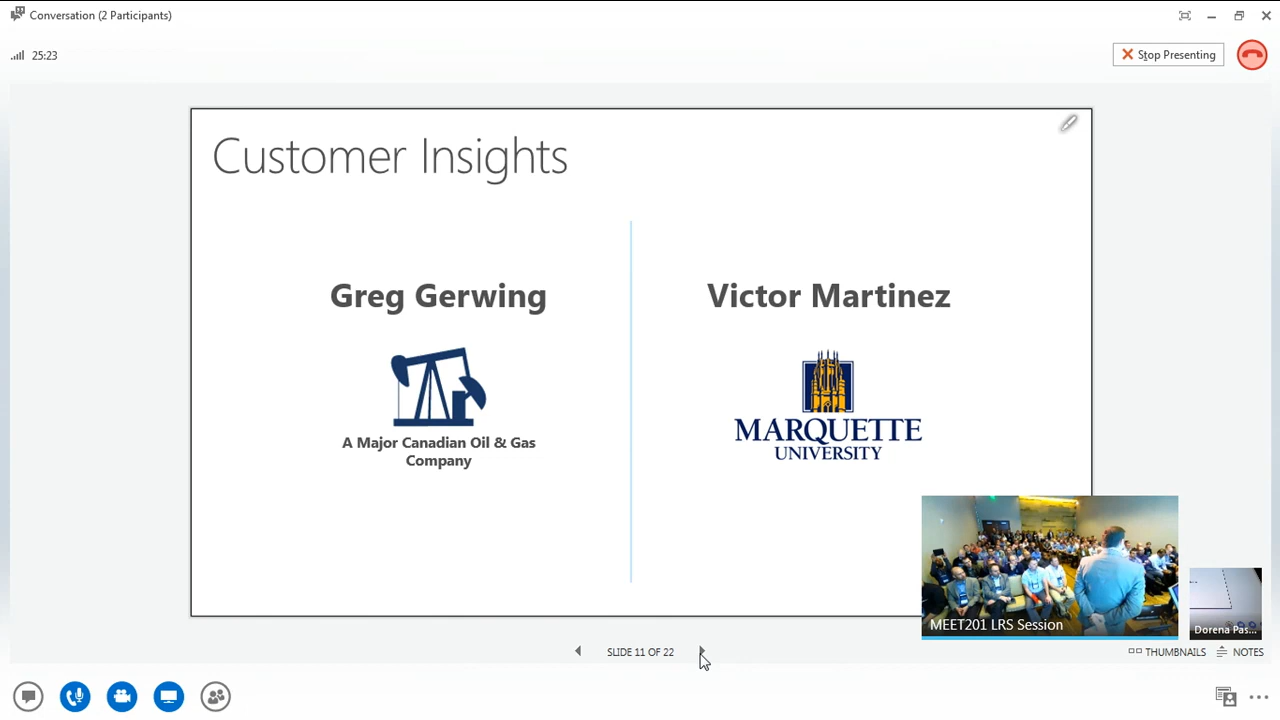 Conversation (2 Participants)
25:23
Stop Presenting
Customer Insights
Greg Gerwing
A Major Canadian Oil & Gas
Company
Victor Martinez
MARQUETTE
UNIVERSITY
MEET201 LRS Session
Dorena Pas...
SLIDE 11 OF 22
THUMBNAILS
NOTES